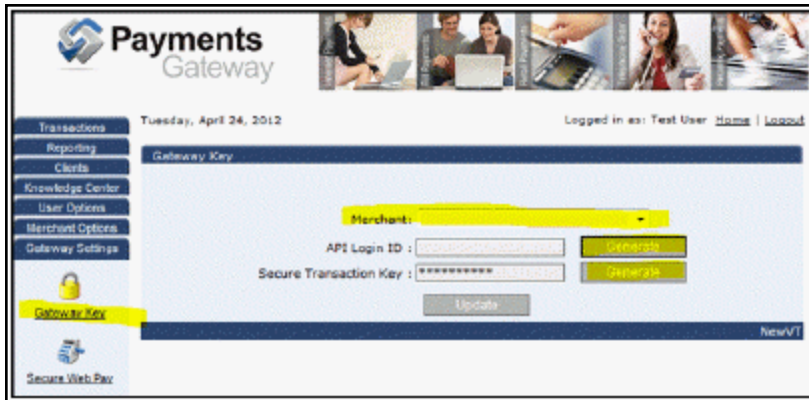 Payments
Gateway
Tuesday, April 24, 2012
Logged in as: Test User Home | Logout
Transactions
Reporting
Clients
Knowledge Center
User Options
Merchant Options
Gateway Settings
Gateway Key
Secure Web Pay
Gateway Key
Merchant:
API Login ID : Generate
Secure Transaction Key : ********** Generate
Update
NewVT